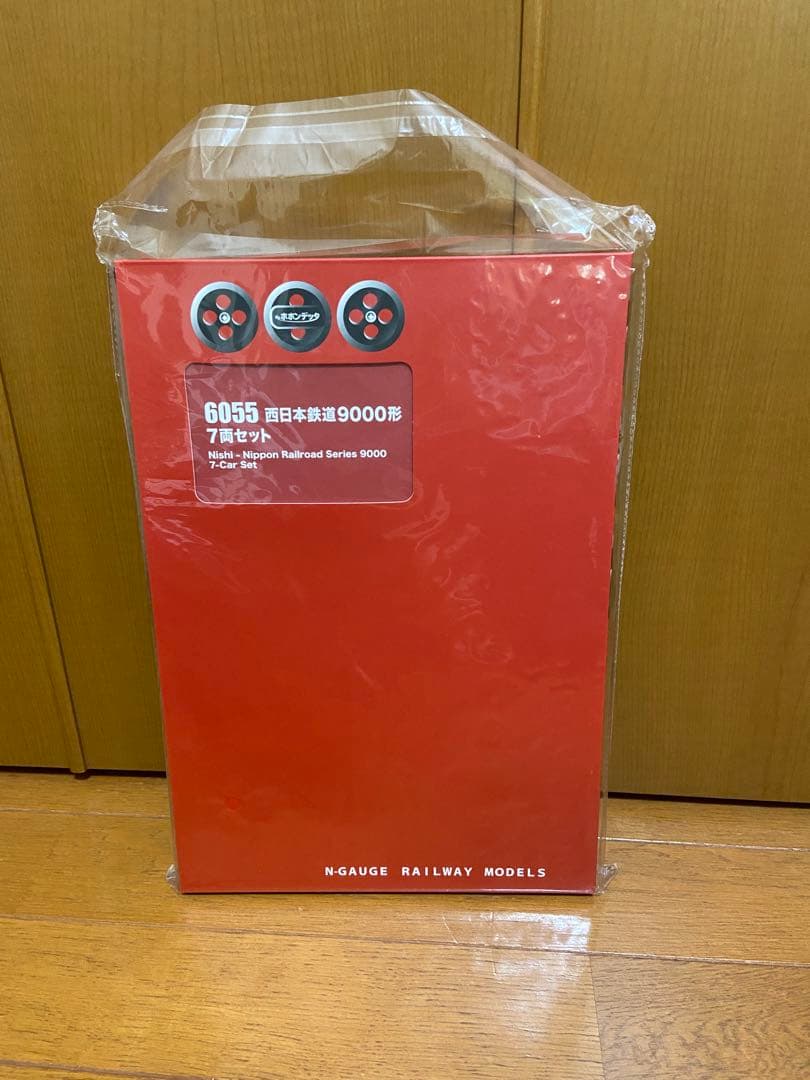 ポポンデッタ
6055 西日本鉄道9000形
7両セット
Nishi - Nippon Railroad Series 9000
7-Car Set
N-GAUGE RAILWAY MODELS